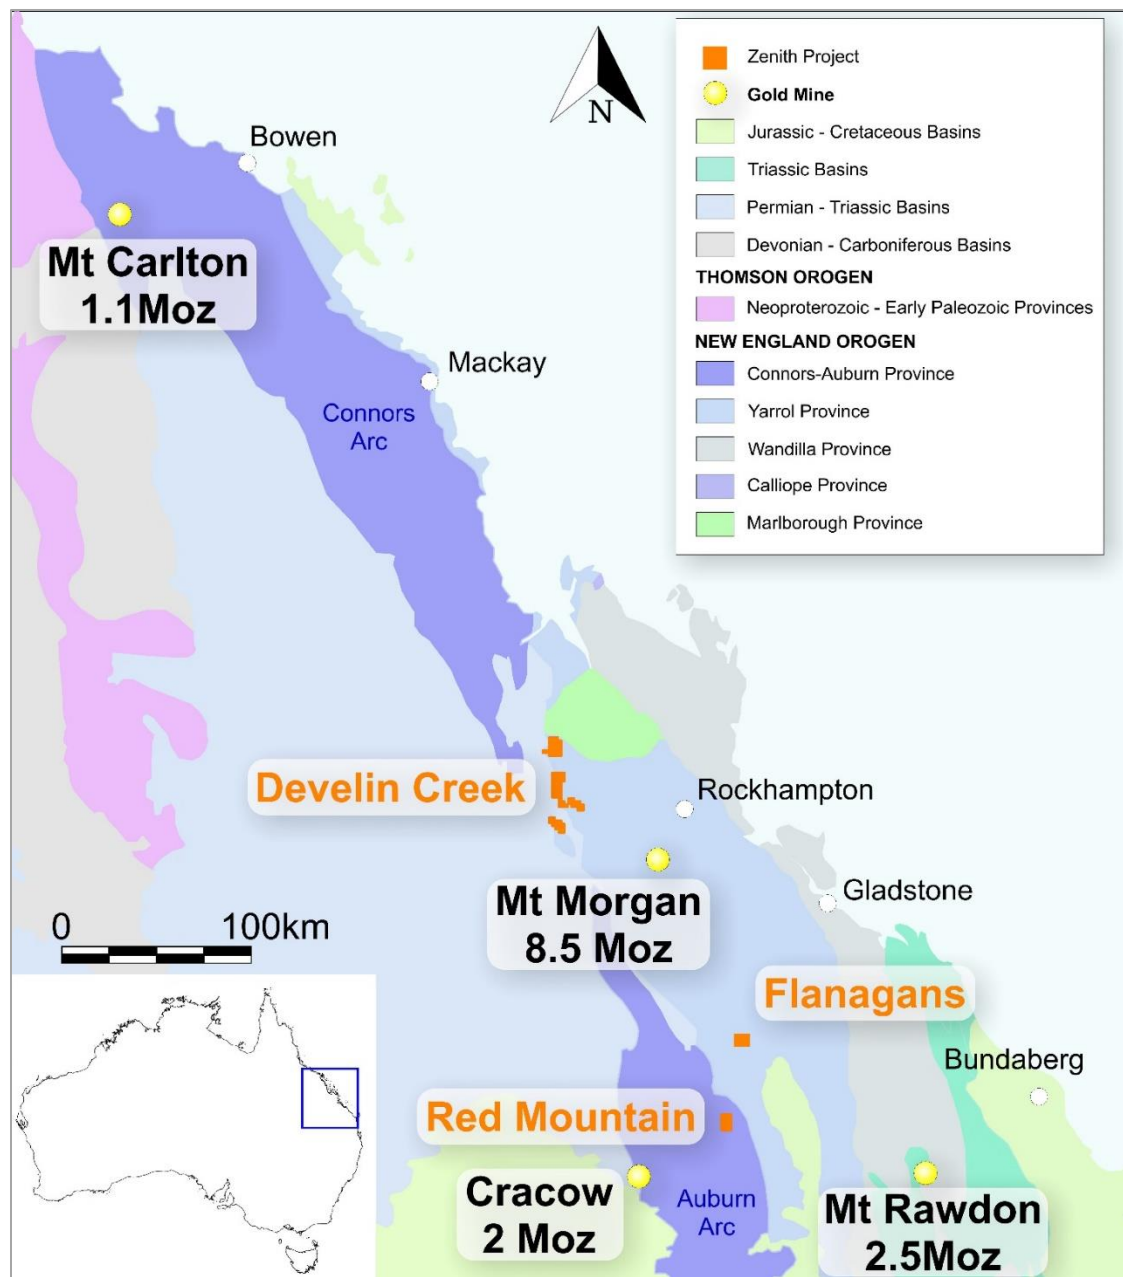 Zenith Project
Gold Mine
Jurassic - Cretaceous Basins
Triassic Basins
Permian - Triassic Basins
Devonian - Carboniferous Basins
THOMSON OROGEN
Neoproterozoic - Early Paleozoic Provinces
NEW ENGLAND OROGEN
Connors-Auburn Province
Yarrol Province
Wandilla Province
Calliope Province
Marlborough Province
N
Bowen
Mt Carlton
1.1Moz
Mackay
Connors
Arc
Develin Creek
Rockhampton
Mt Morgan
8.5 Moz
Gladstone
0 100km
Flanagans
Bundaberg
Red Mountain
Cracow
2 Moz
Auburn
Arc
Mt Rawdon
2.5Moz